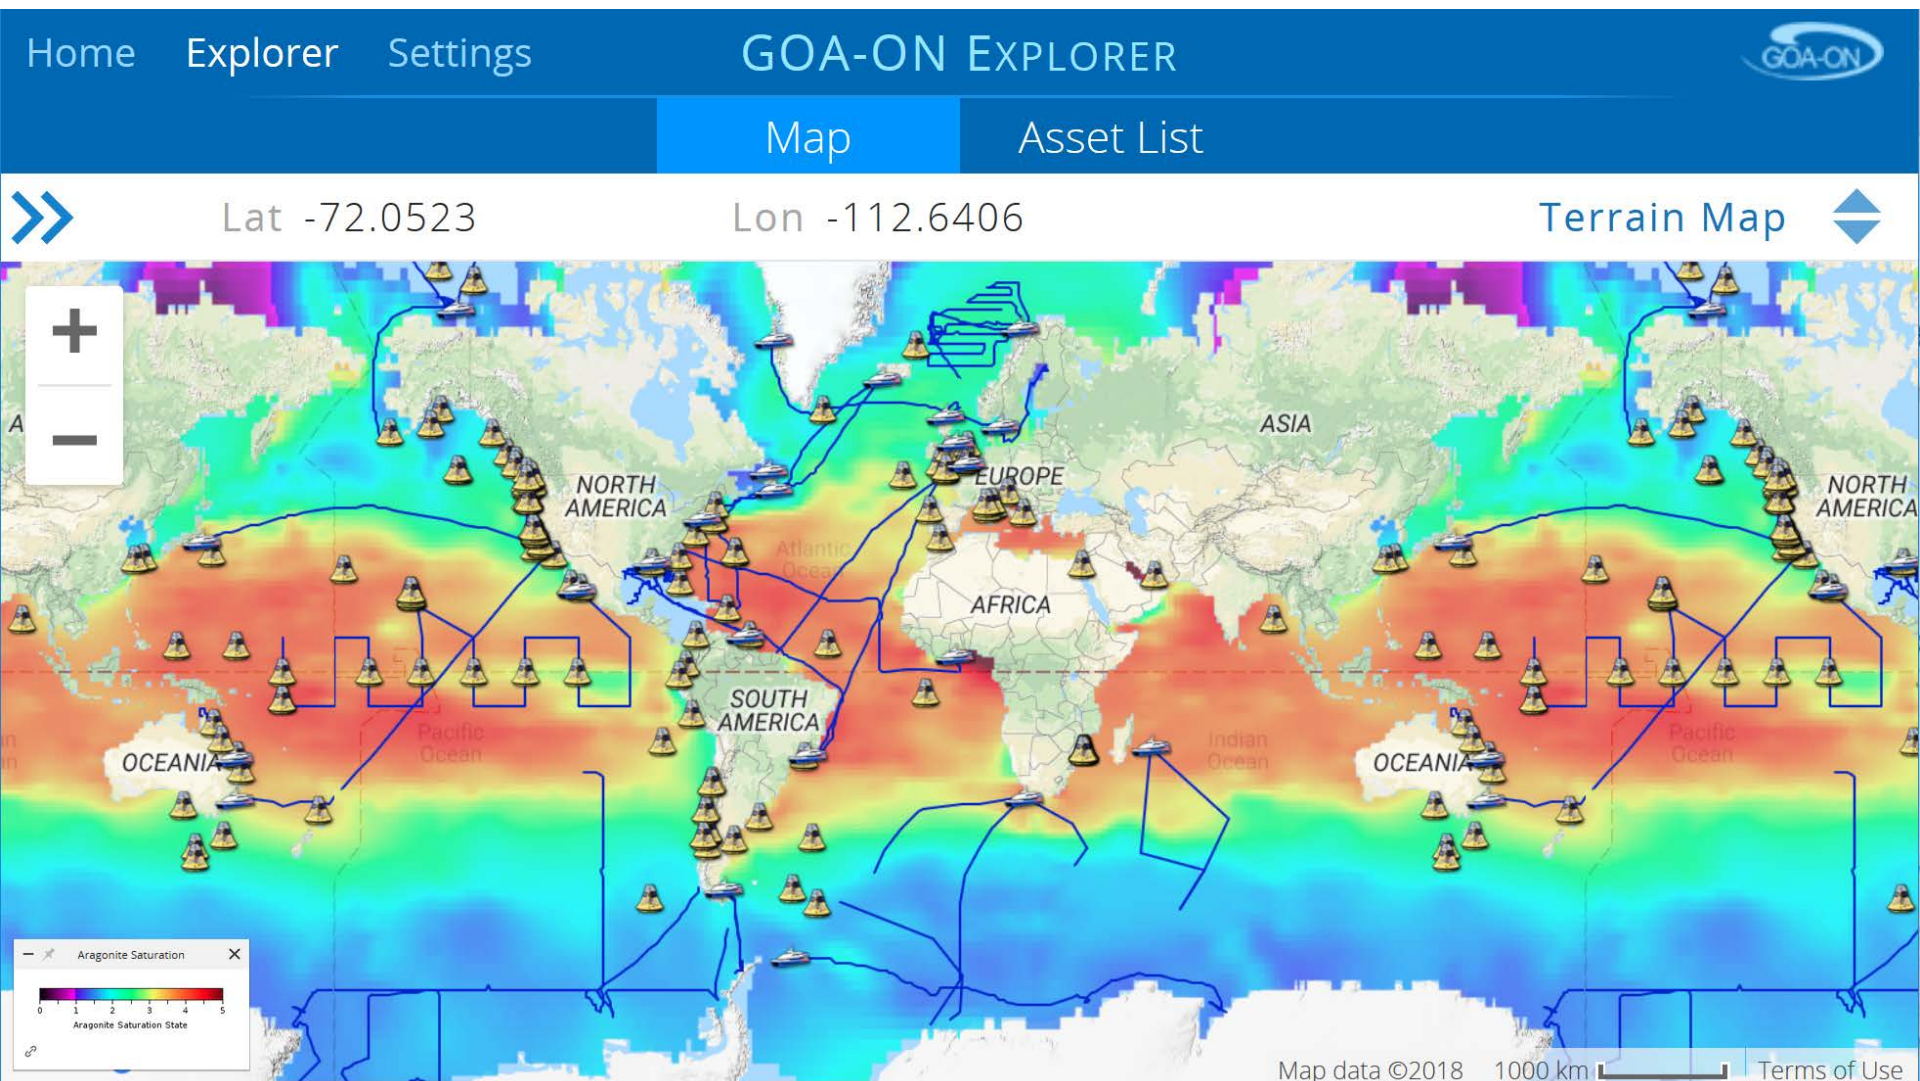 Home Explorer Settings GOA-ON EXPLORER GOA-ON
Map Asset List
Lat -72.0523 Lon -112.6406 Terrain Map
+
−
A
ASIA
NORTH
AMERICA
EUROPE
NORTH
AMERICA
Atlantic
Ocean
AFRICA
SOUTH
AMERICA
Pacific
Ocean
OCEANIA
Indian
Ocean
OCEANIA
Pacific
Ocean
Aragonite Saturation
0 1 2 3 4 5
Aragonite Saturation State
Map data ©2018 1000 km Terms of Use